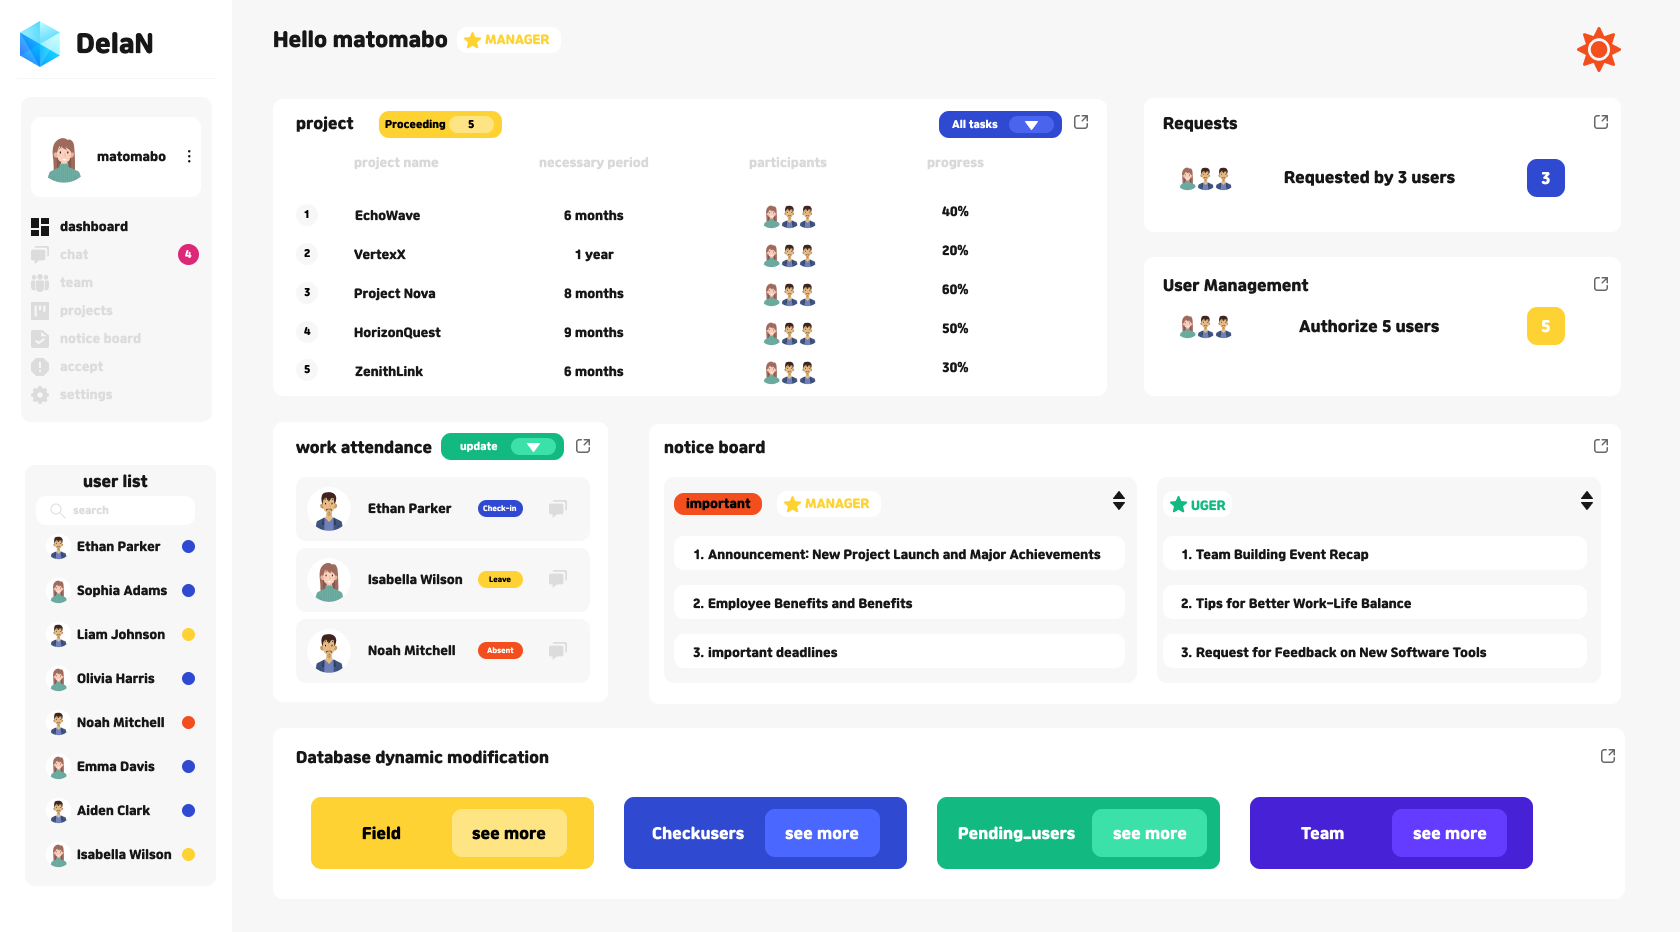 DelaN
matomabo
dashboard
chat 4
team
projects
notice board
accept
settings
user list
search
Ethan Parker
Sophia Adams
Liam Johnson
Olivia Harris
Noah Mitchell
Emma Davis
Aiden Clark
Isabella Wilson
Hello matomabo MANAGER
project Proceeding 5 All tasks
project name necessary period participants progress
1 EchoWave 6 months 40%
2 VertexX 1 year 20%
3 Project Nova 8 months 60%
4 HorizonQuest 9 months 50%
5 ZenithLink 6 months 30%
Requests
Requested by 3 users 3
User Management
Authorize 5 users 5
work attendance update
Ethan Parker Check-in
Isabella Wilson Leave
Noah Mitchell Absent
notice board
important MANAGER
1. Announcement: New Project Launch and Major Achievements
2. Employee Benefits and Benefits
3. important deadlines
UGER
1. Team Building Event Recap
2. Tips for Better Work-Life Balance
3. Request for Feedback on New Software Tools
Database dynamic modification
Field see more
Checkusers see more
Pending_users see more
Team see more